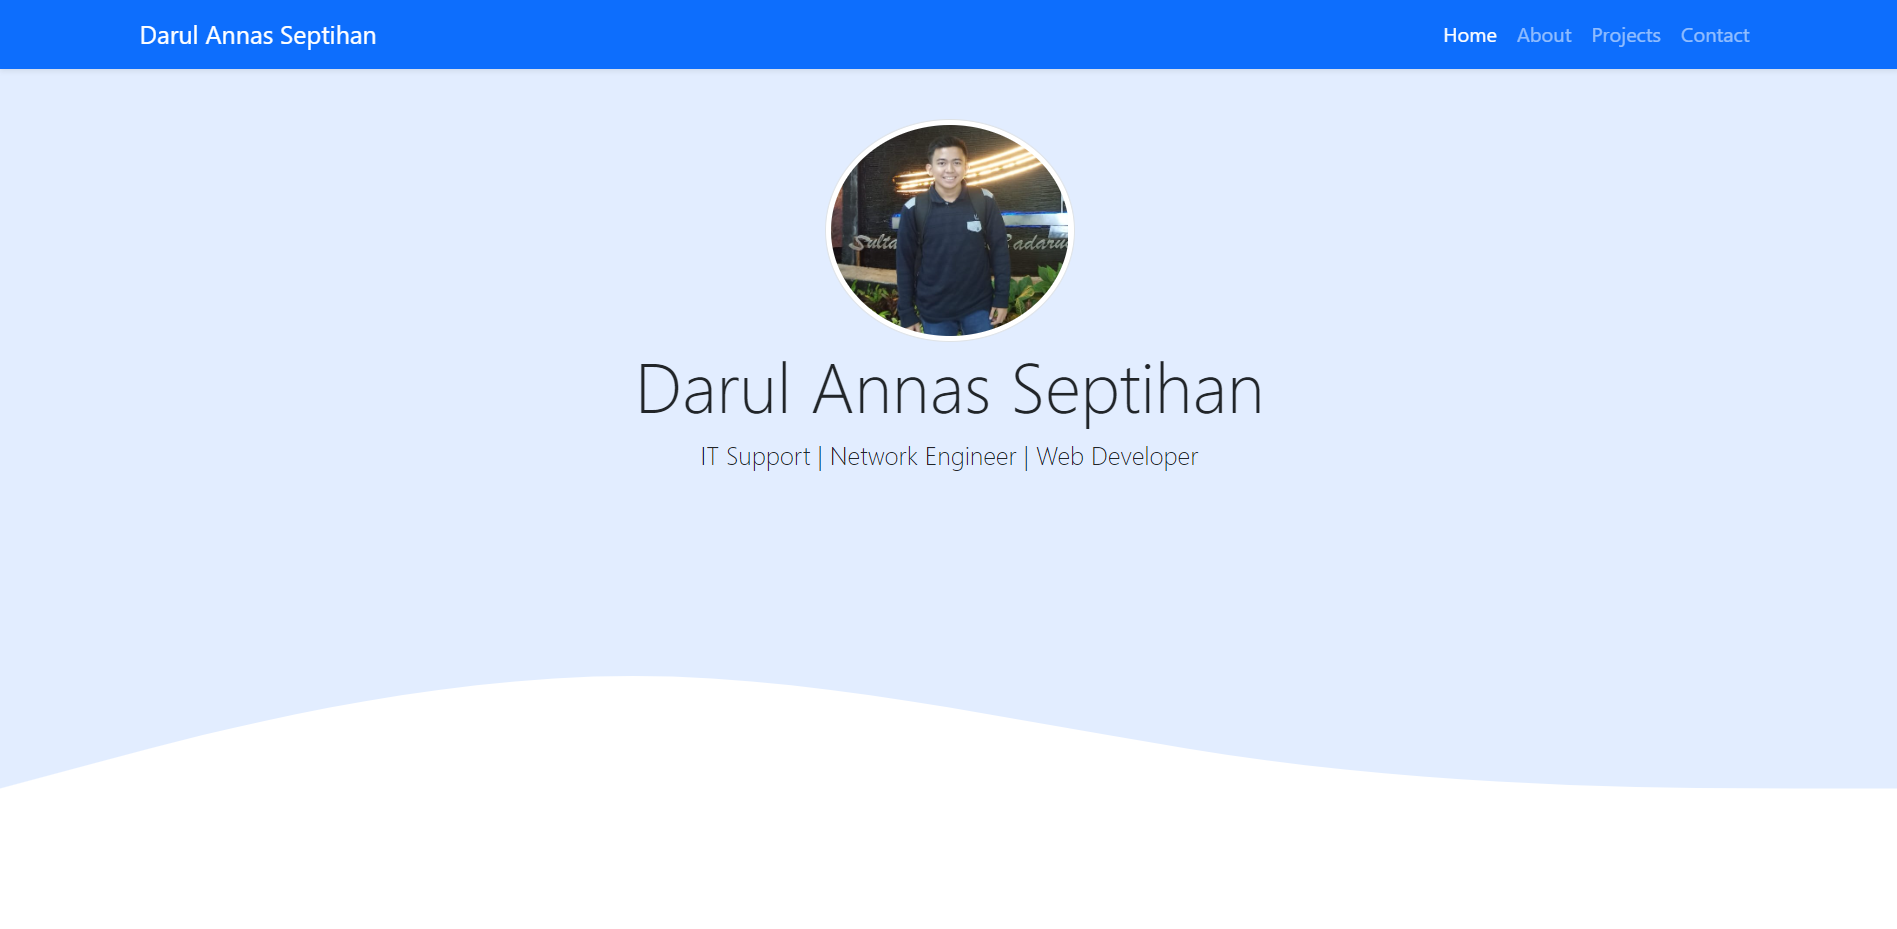 Darul Annas Septihan
Home About Projects Contact
Darul Annas Septihan
IT Support | Network Engineer | Web Developer